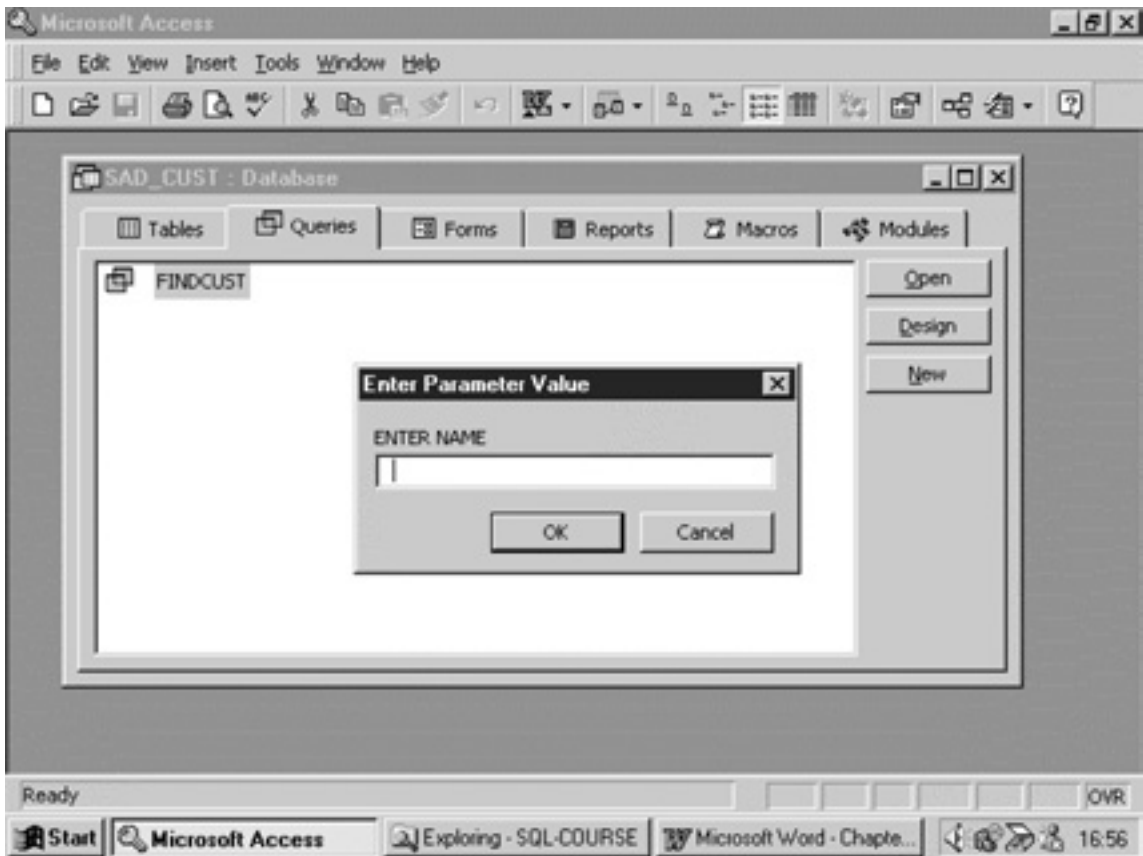 Microsoft Access
File Edit View Insert Tools Window Help
SAD_CUST : Database
Tables Queries Forms Reports Macros Modules
FINDCUST
Open
Design
New
Enter Parameter Value
ENTER NAME
OK Cancel
Ready OVR
Start Microsoft Access Exploring - SQL-COURSE Microsoft Word - Chapte... 16:56